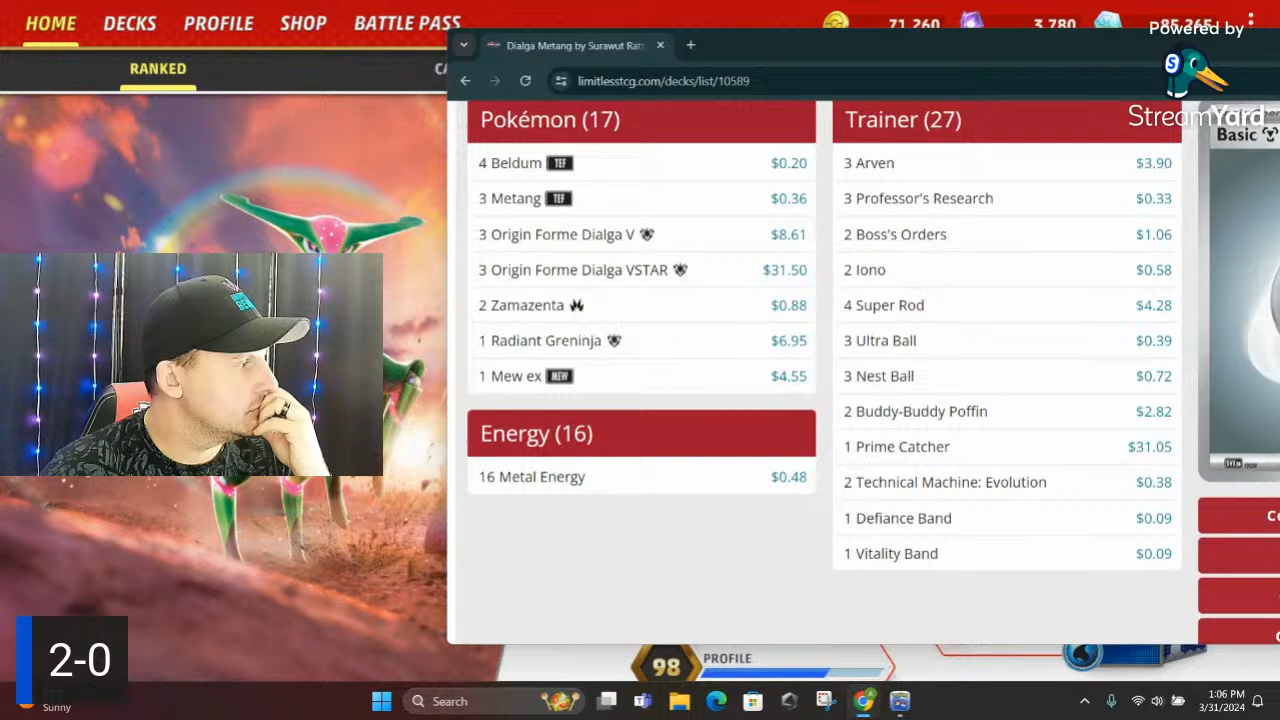 HOME DECKS PROFILE SHOP BATTLE PASS
71,260 3,780 85,265
Powered by
StreamYard
RANKED
Dialga Metang by Surawut Rat
limitlesstcg.com/decks/list/10589
Pokémon (17)
4 Beldum TEF $0.20
3 Metang TEF $0.36
3 Origin Forme Dialga V $8.61
3 Origin Forme Dialga VSTAR $31.50
2 Zamazenta $0.88
1 Radiant Greninja $6.95
1 Mew ex MEW $4.55
Energy (16)
16 Metal Energy $0.48
Trainer (27)
3 Arven $3.90
3 Professor's Research $0.33
2 Boss's Orders $1.06
2 Iono $0.58
4 Super Rod $4.28
3 Ultra Ball $0.39
3 Nest Ball $0.72
2 Buddy-Buddy Poffin $2.82
1 Prime Catcher $31.05
2 Technical Machine: Evolution $0.38
1 Defiance Band $0.09
1 Vitality Band $0.09
Basic
2-0
98 PROFILE
Sunny
Search
1:06 PM
3/31/2024